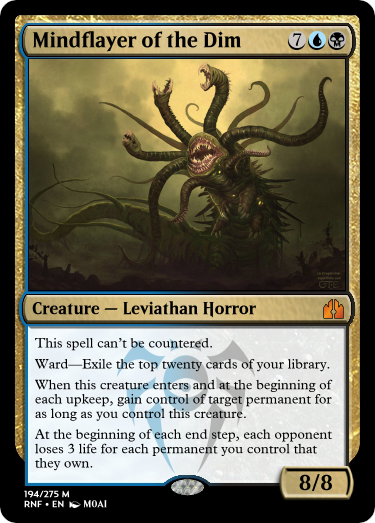 Mindflayer of the Dim 7
Creature — Leviathan Horror
This spell can't be countered.
Ward—Exile the top twenty cards of your library.
When this creature enters and at the beginning of
each upkeep, gain control of target permanent for
as long as you control this creature.
At the beginning of each end step, each opponent
loses 3 life for each permanent you control that
they own.
8/8
194/275 M
RNF • EN MOAI